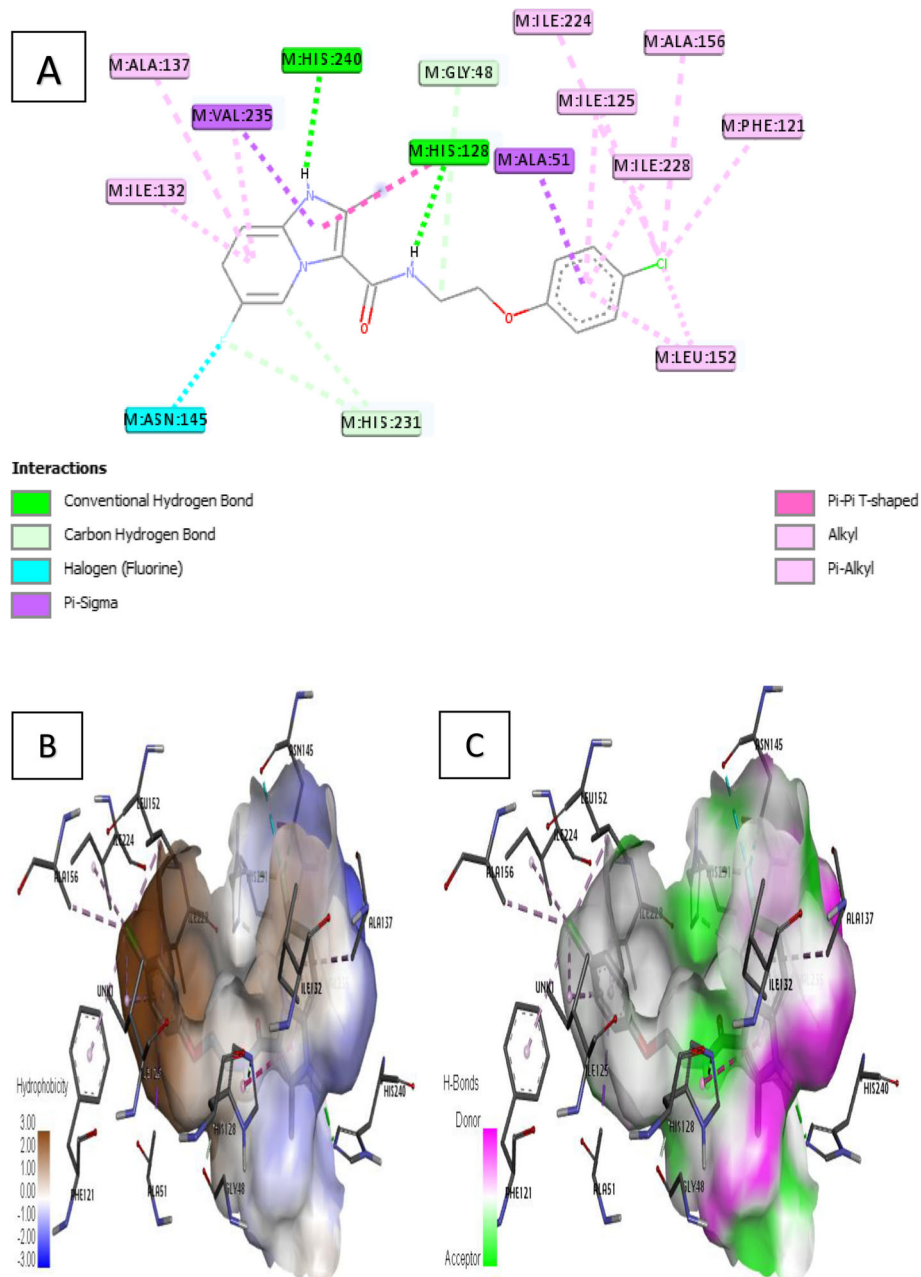 A
M:ILE:224
M:ALA:156
M:HIS:240
M:ALA:137
M:GLY:48
M:VAL:235
M:ILE:125
M:PHE:121
M:HIS:128
M:ALA:51
M:ILE:228
M:ILE:132
H
N
H
N
N
Cl
O
O
M:LEU:152
M:ASN:145
M:HIS:231
Interactions
Conventional Hydrogen Bond
Carbon Hydrogen Bond
Halogen (Fluorine)
Pi-Sigma
Pi-Pi T-shaped
Alkyl
Pi-Alkyl
B
ASN145
LEU152
ILE224
ALA156
ALA137
ILE132
HIS240
HIS128
PHE121
ALA51
GLY48
Hydrophobicity
3.00
2.00
1.00
0.00
-1.00
-2.00
-3.00
C
ASN145
LEU152
ILE224
ALA156
ILE228
ALA137
ILE132
ILE125
HIS240
HIS128
PHE121
ALA51
GLY48
H-Bonds
Donor
Acceptor